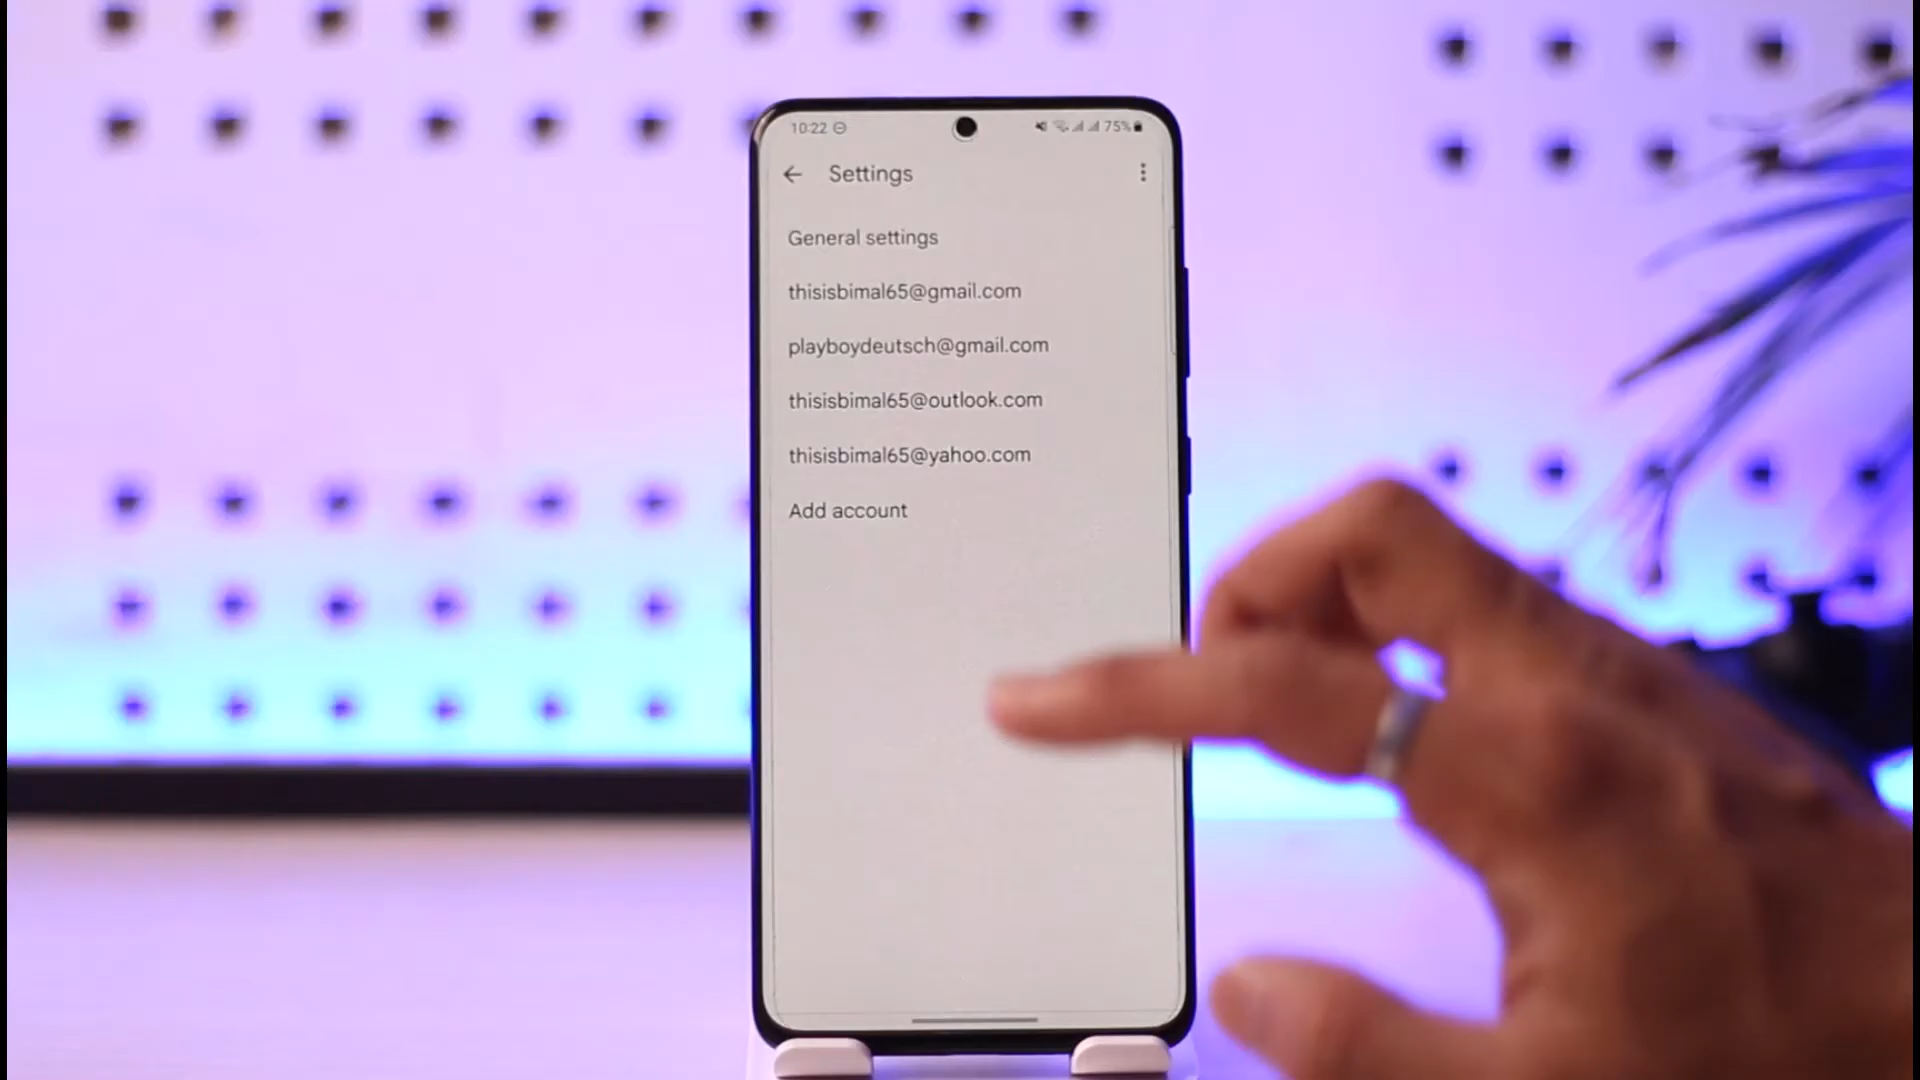 10:22 75%
Settings
General settings
thisisbimal65@gmail.com
playboydeutsch@gmail.com
thisisbimal65@outlook.com
thisisbimal65@yahoo.com
Add account